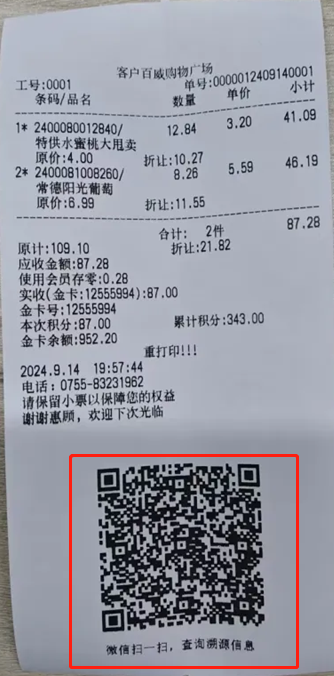 客户百威购物广场
工号:0001 单号:0000012409140001
条码/品名 数量 单价 小计
1* 2400080012840/ 12.84 3.20 41.09
特供水蜜桃大甩卖
原价:4.00 折让:10.27
2* 2400081008260/ 8.26 5.59 46.19
常德阳光葡萄
原价:6.99 折让:11.55
合计: 2件 87.28
原计:109.10 折让:21.82
应收金额:87.28
使用会员存零:0.28
实收(金卡:12555994):87.00
金卡号:12555994
本次积分:87.00 累计积分:343.00
金卡余额:952.20
重打印!!!
2024.9.14 19:57:44
电话:0755-83231962
请保留小票以保障您的权益
谢谢惠顾,欢迎下次光临
微信扫一扫,查询溯源信息